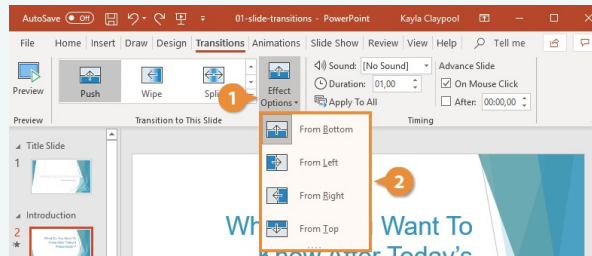 AutoSave Off 01-slide-transitions - PowerPoint Kayla Claypool
File Home Insert Draw Design Transitions Animations Slide Show Review View Help Tell me
Preview
Push
Wipe
Effect
Options
Sound: [No Sound]
Duration: 01,00
Apply To All
Advance Slide
On Mouse Click
After: 00:00,00
Preview Transition to This Slide Timing
1
From Bottom
From Left
From Right
From Top
2
Title Slide
1
Introduction
2
Want To
Know After Today's